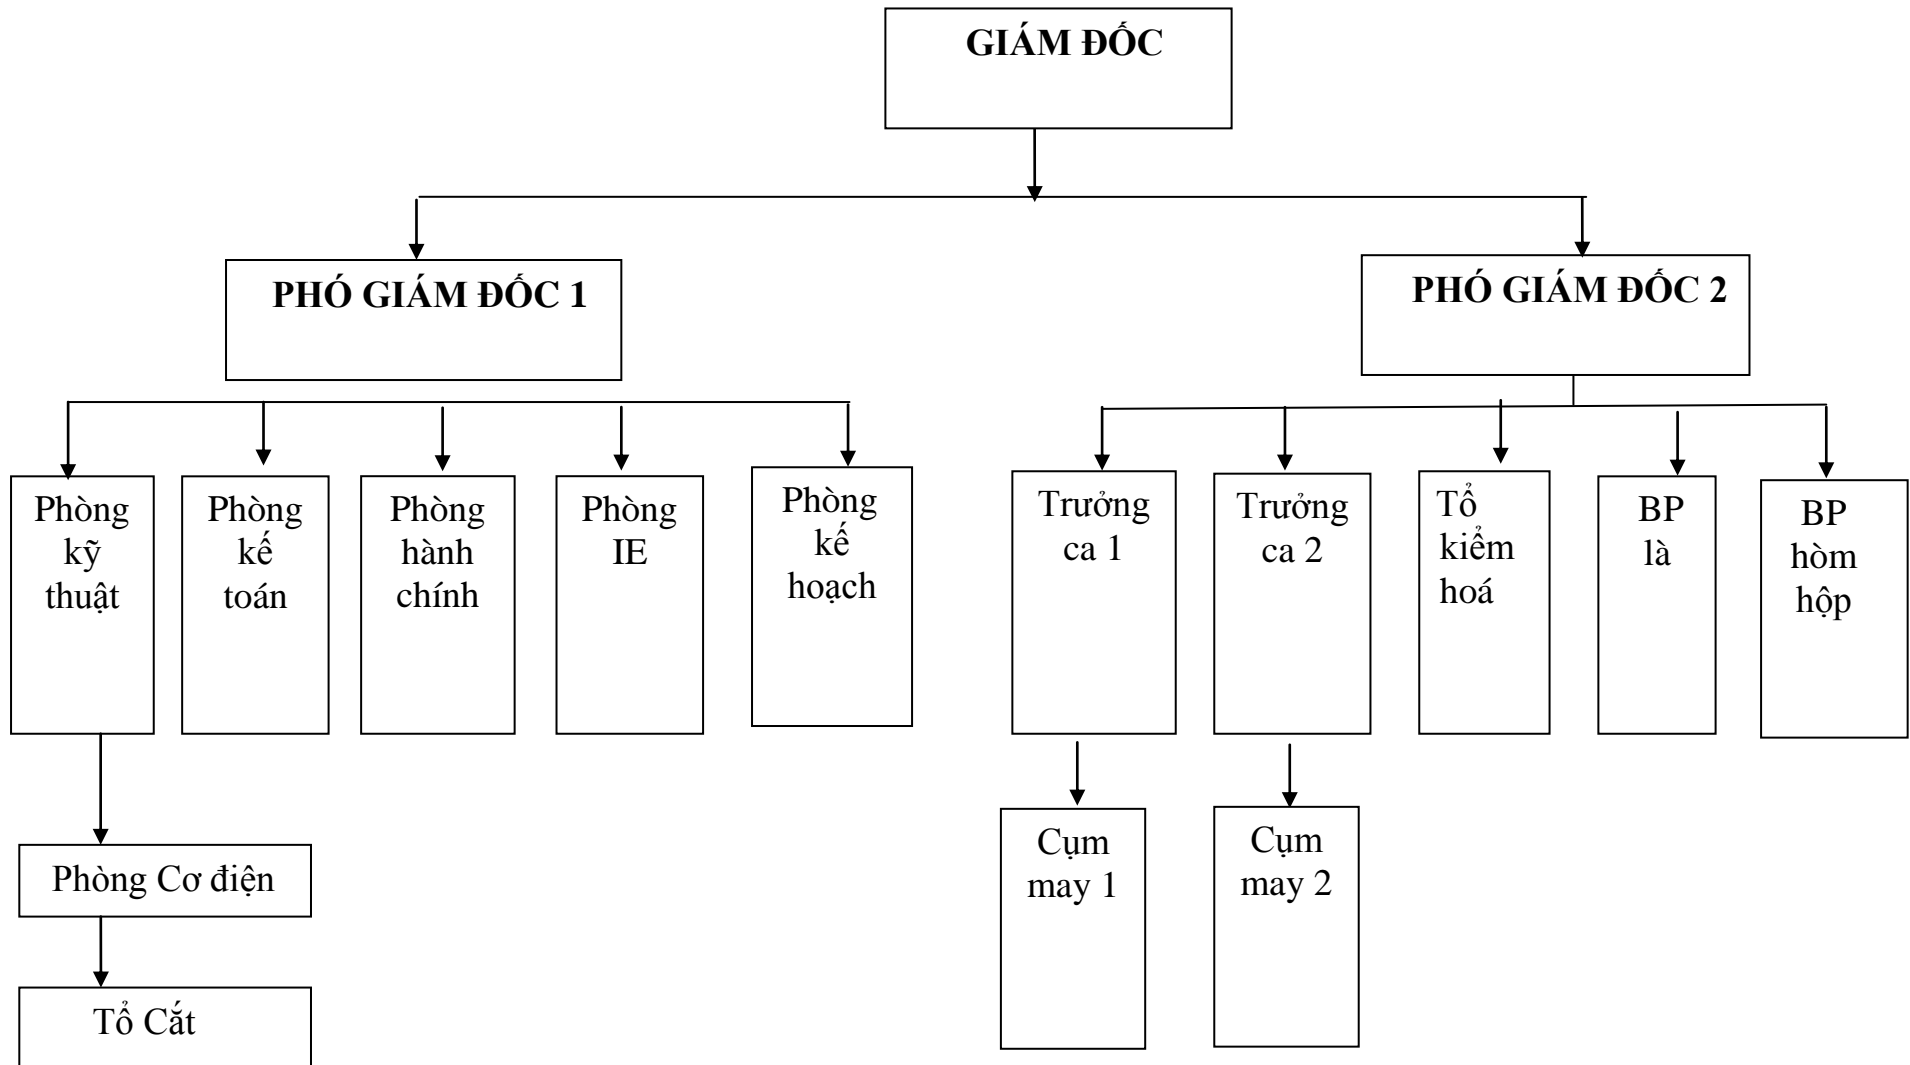 GIÁM ĐỐC
PHÓ GIÁM ĐỐC 1
PHÓ GIÁM ĐỐC 2
Phòng
kỹ
thuật
Phòng
kế
toán
Phòng
hành
chính
Phòng
IE
Phòng
kế
hoạch
Trưởng
ca 1
Trưởng
ca 2
Tổ
kiểm
hoá
BP
là
BP
hòm
hộp
Phòng Cơ điện
Cụm
may 1
Cụm
may 2
Tổ Cắt